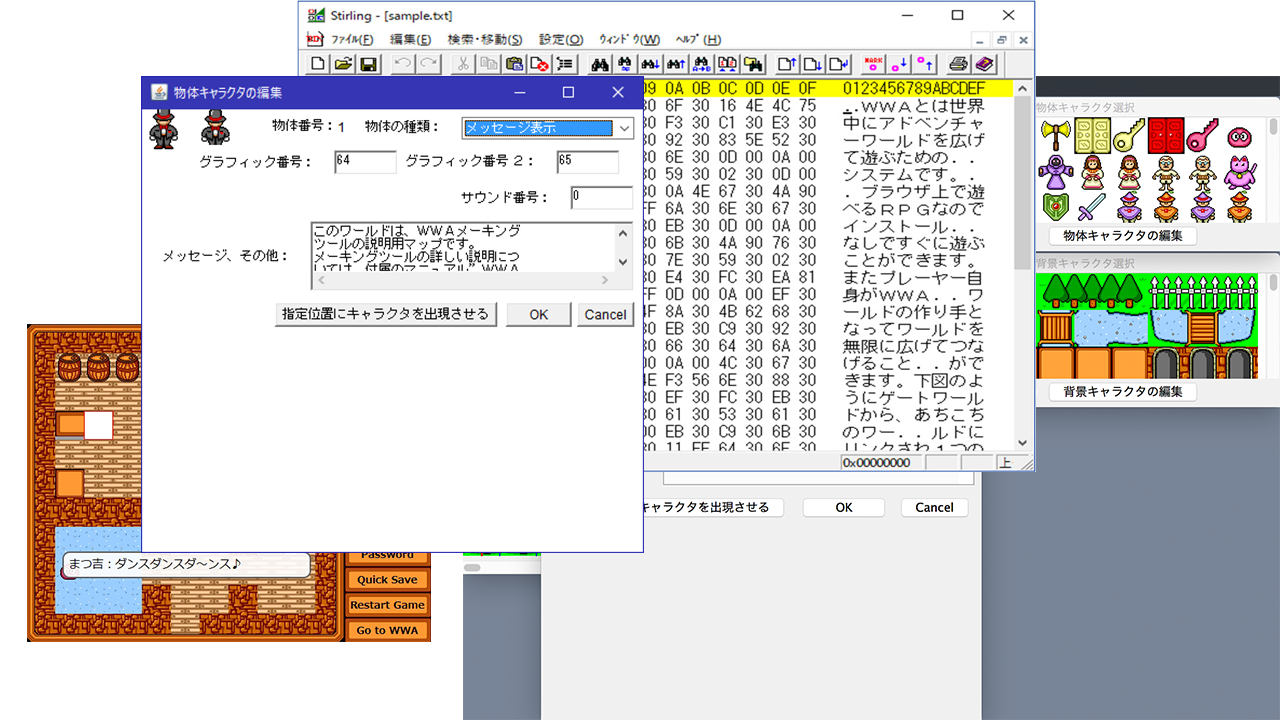 Stirling - [sample.txt]
ファイル(F) 編集(E) 検索・移動(S) 設定(O) ウィンドウ(W) ヘルプ(H)
09 0A 0B 0C 0D 0E 0F 0123456789ABCDEF
30 6F 30 16 4E 4C 75 ..WWAとは世界
30 F3 30 C1 30 E3 30 中にアドベンチャ
30 92 30 83 5E 52 30 ーワールドを広げ
30 6E 30 0D 00 0A 00 て遊ぶための..
30 59 30 02 30 0D 00 システムです。.
30 0A 4E 67 30 4A 90 .ブラウザ上で遊
FF 6A 30 6E 30 67 30 べるRPGなので
30 EB 30 0D 00 0A 00 インストール..
30 6B 30 4A 90 76 30 なしですぐに遊ぶ
30 7E 30 59 30 02 30 ことができます。
30 E4 30 FC 30 EA 81 またプレーヤー自
FF 0D 00 0A 00 EF 30 身がWWA..ワ
4F 8A 30 4B 62 68 30 ールドの作り手と
30 EB 30 C9 30 92 30 なってワールドを
30 66 30 64 30 6A 30 無限に広げてつな
00 0A 00 4C 30 67 30 げること..がで
4E F3 56 6E 30 88 30 きます。下図のよ
30 EF 30 FC 30 EB 30 うにゲートワール
30 61 30 53 30 61 30 ドから、あちこち
00 EB 30 C9 30 6B 30 のワー..ルドに
30 11 FF 64 30 6E 30 リンクされ1つの
0x00000000 上
物体キャラクタの編集
物体番号：1 物体の種類：メッセージ表示
グラフィック番号： 64 グラフィック番号２： 65
サウンド番号： 0
メッセージ、その他：
このワールドは、ＷＷＡメーキング
ツールの説明用マップです。
メーキングツールの詳しい説明につ
いては、付属のマニュアル”ＷＷＡ
指定位置にキャラクタを出現させる OK Cancel
物体キャラクタ選択
物体キャラクタの編集
背景キャラクタ選択
背景キャラクタの編集
キャラクタを出現させる OK Cancel
まつ吉：ダンスダンスダ～ンス♪
Password
Quick Save
Restart Game
Go to WWA